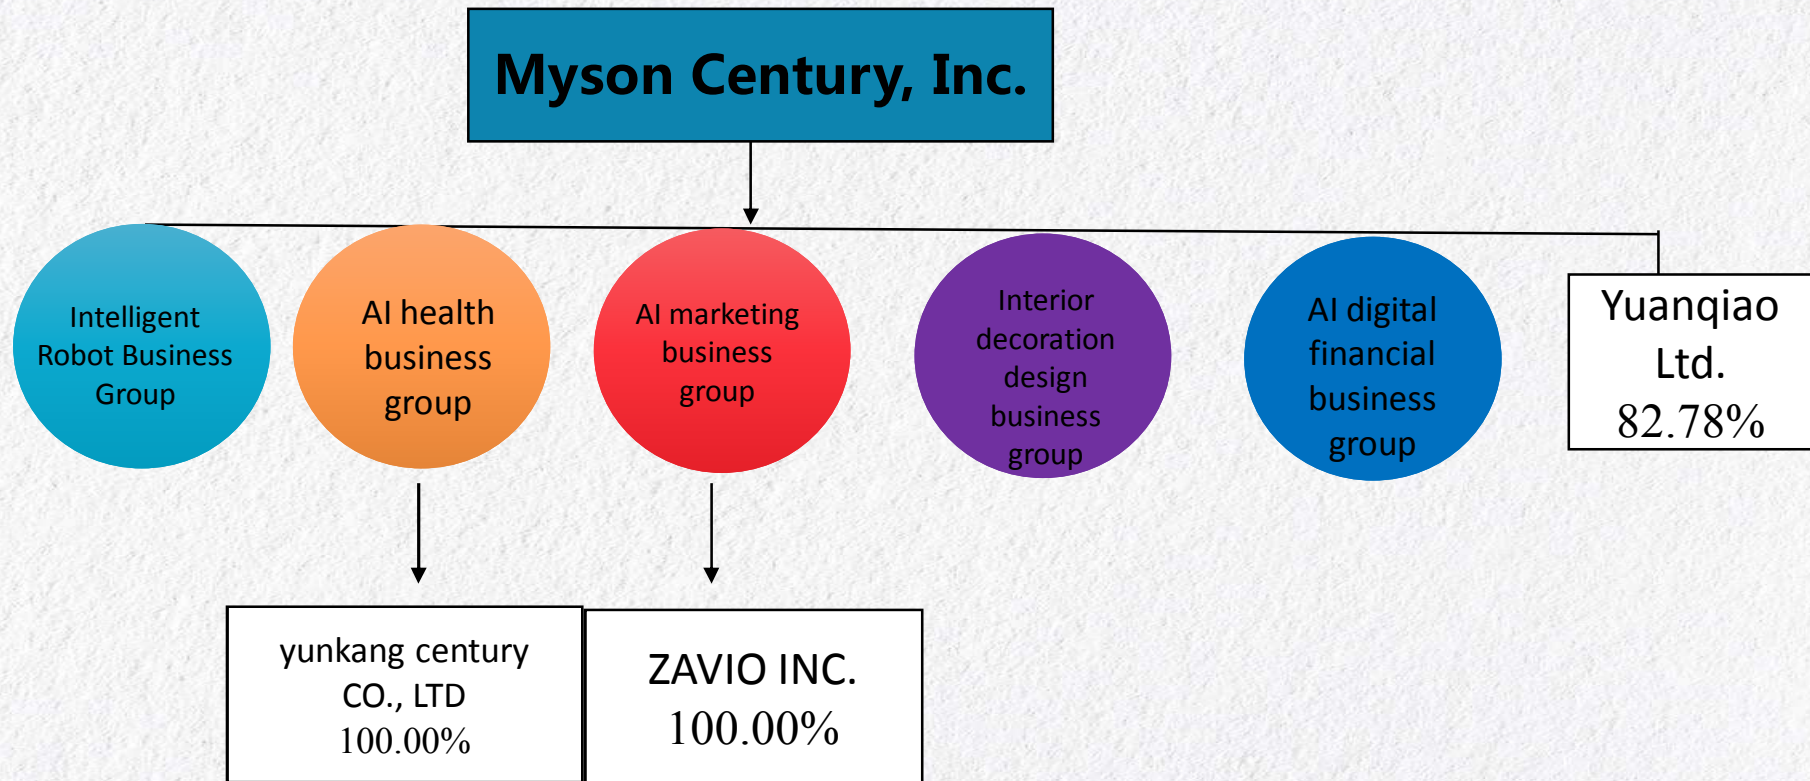 Myson Century, Inc.
Intelligent
Robot Business
Group
AI health
business
group
AI marketing
business
group
Interior
decoration
design
business
group
AI digital
financial
business
group
Yuanqiao
Ltd.
82.78%
yunkang century
CO., LTD
100.00%
ZAVIO INC.
100.00%